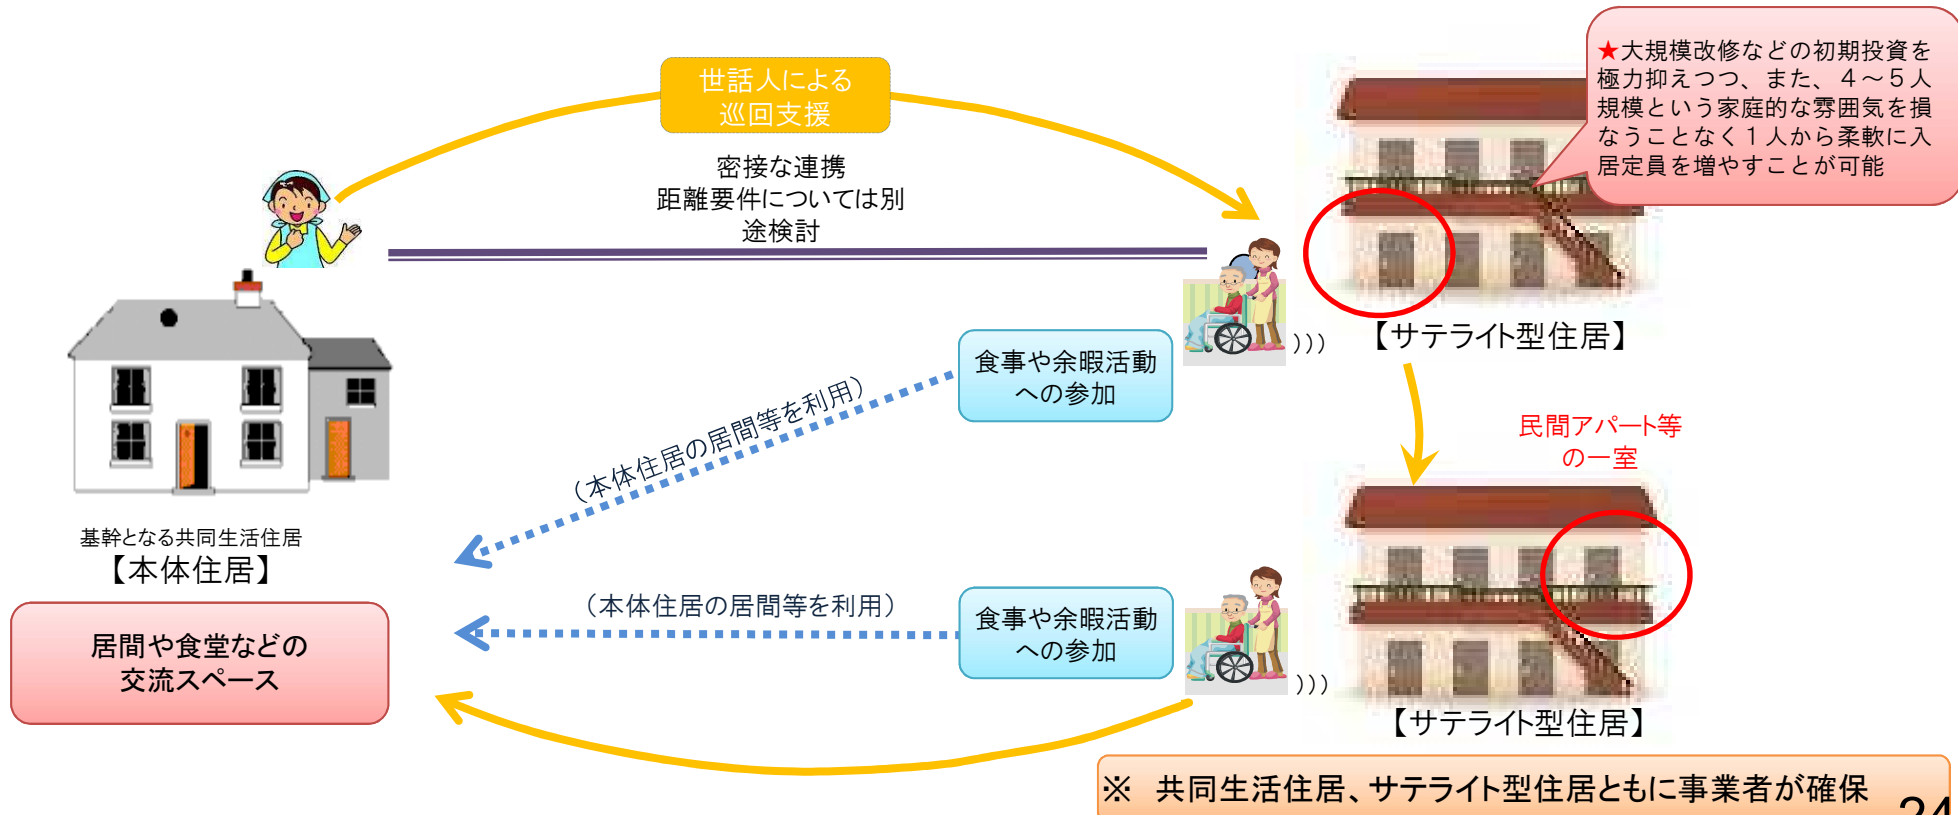 ★大規模改修などの初期投資を
極力抑えつつ、また、４～５人
規模という家庭的な雰囲気を損
なうことなく１人から柔軟に入
居定員を増やすことが可能
世話人による
巡回支援
密接な連携
距離要件については別
途検討
【サテライト型住居】
)))
食事や余暇活動
への参加
（本体住居の居間等を利用）
民間アパート等
の一室
基幹となる共同生活住居
【本体住居】
居間や食堂などの
交流スペース
（本体住居の居間等を利用）
食事や余暇活動
への参加
)))
【サテライト型住居】
※　共同生活住居、サテライト型住居ともに事業者が確保
24